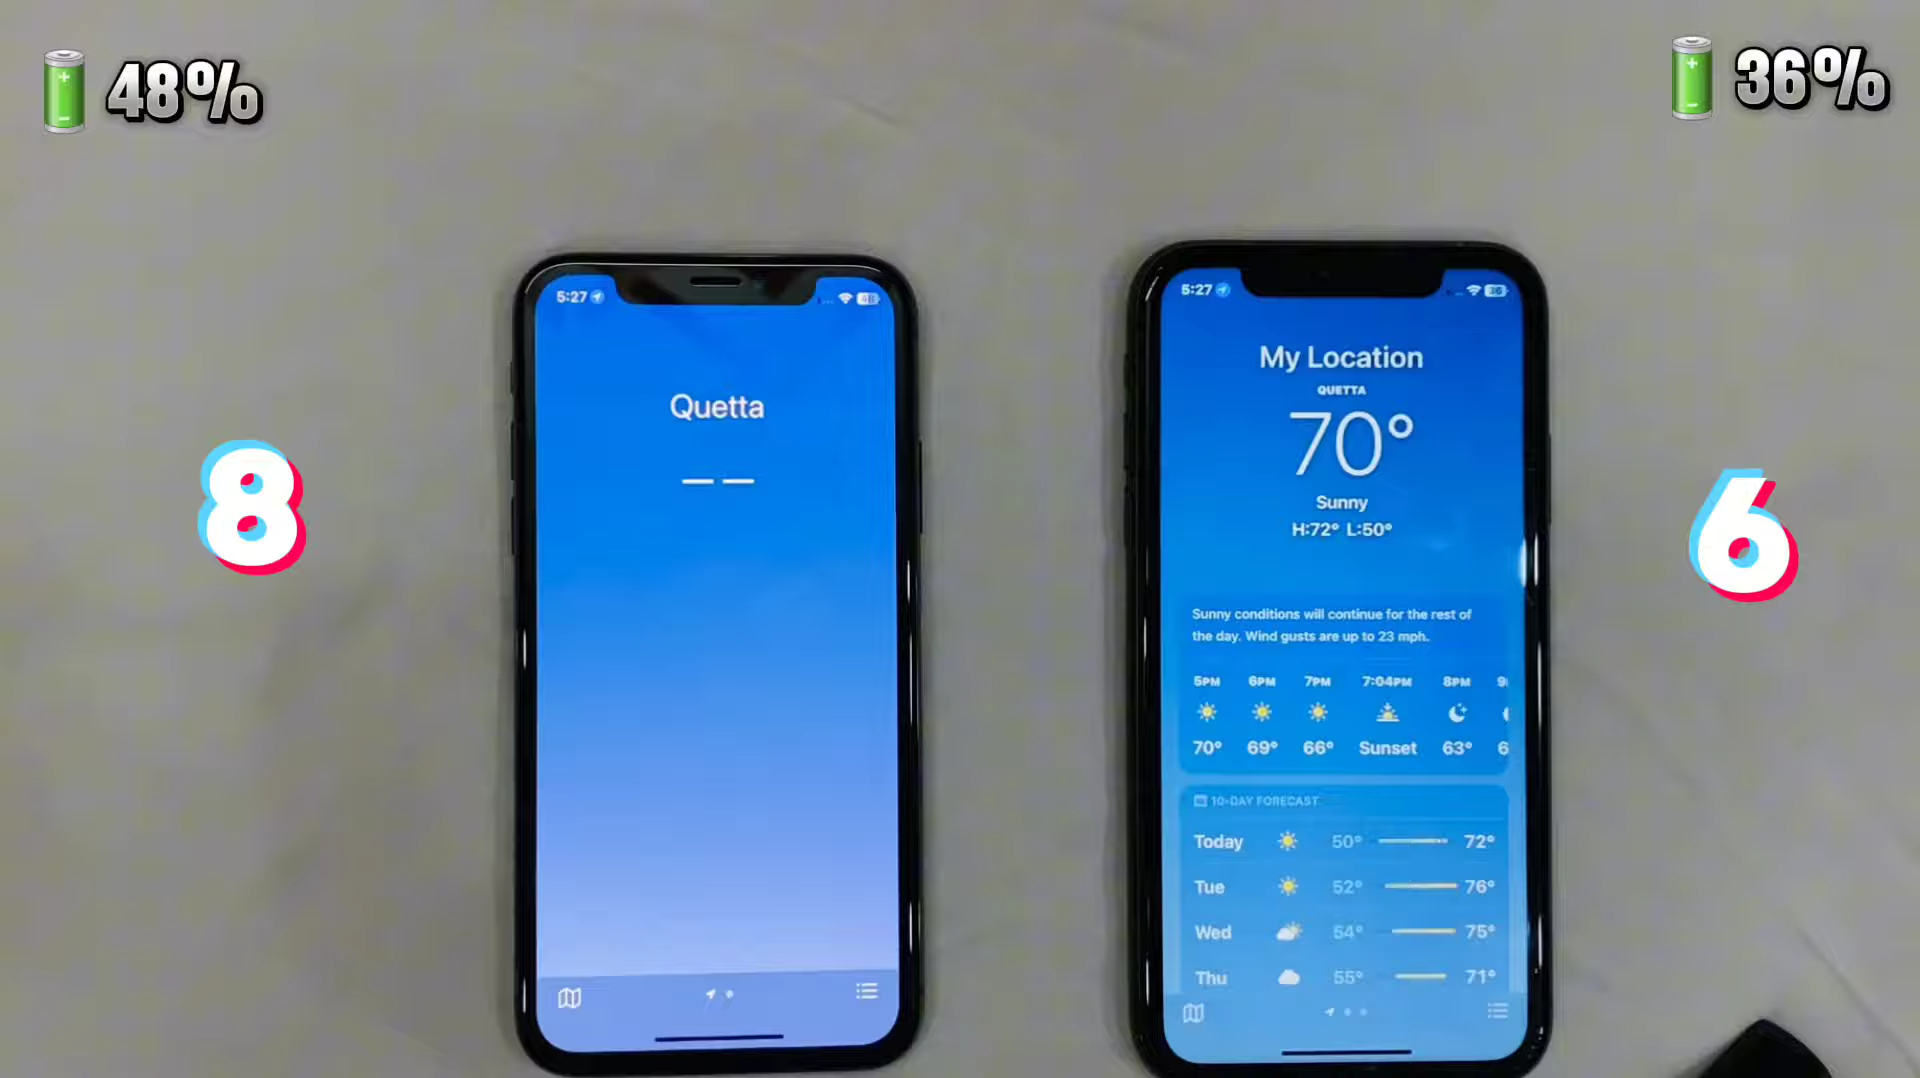 48%
36%
8
6
5:27
48
Quetta
— —
5:27
36
My Location
QUETTA
70°
Sunny
H:72° L:50°
Sunny conditions will continue for the rest of
the day. Wind gusts are up to 23 mph.
5PM 6PM 7PM 7:04PM 8PM
70° 69° 66° Sunset 63°
10-DAY FORECAST
Today 50° 72°
Tue 52° 76°
Wed 54° 75°
Thu 55° 71°